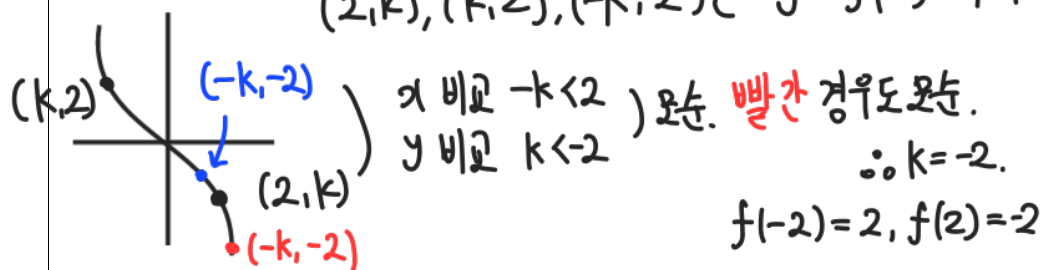 (2,k), (k,2), (-k,-2)
(k,2)
(-k,-2)
(2,k)
(-k,-2)
x 비교 -k<2
y 비교 k<-2
) 모순. 빨간 경우도 모순.
∴ k=-2.
f(-2)=2, f(2)=-2